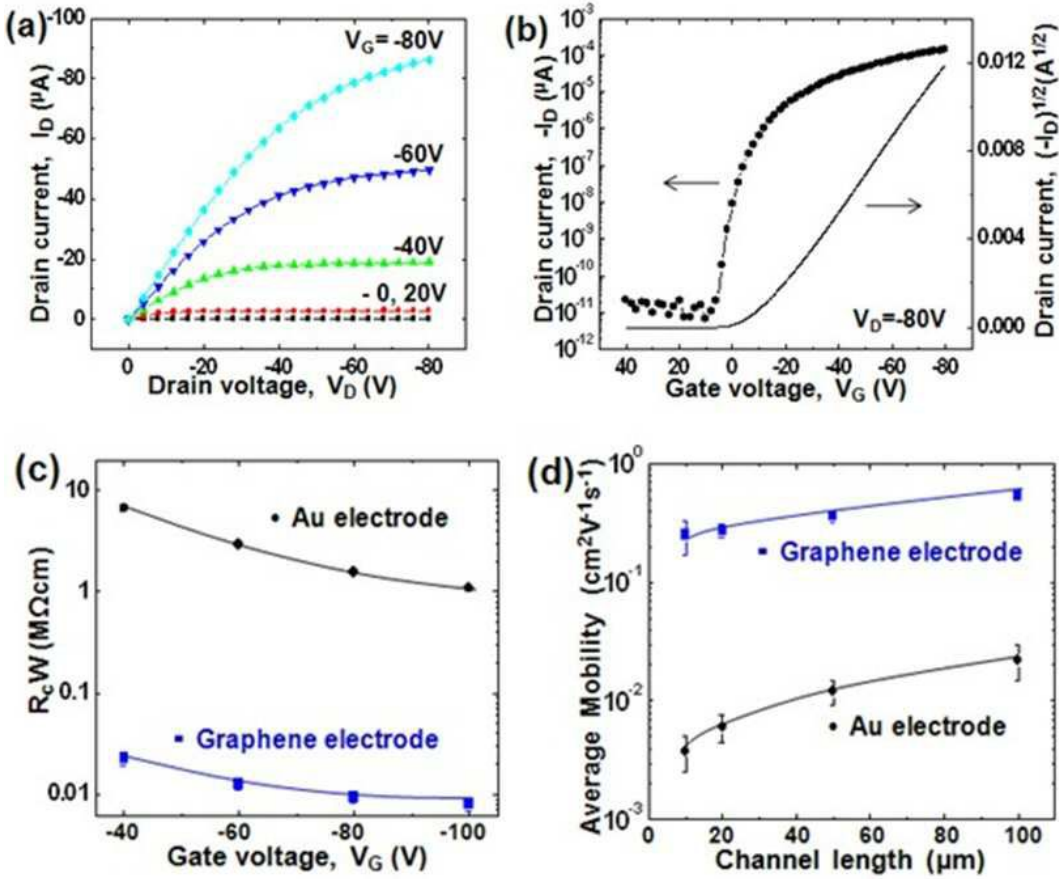 (a)
-100
-80
-60
-40
-20
0
Drain current, I_D (µA)
V_G= -80V
-60V
-40V
- 0, 20V
0 -20 -40 -60 -80
Drain voltage, V_D (V)
(b)
10^-3
10^-4
10^-5
10^-6
10^-7
10^-8
10^-9
10^-10
10^-11
10^-12
Drain current, -I_D (µA)
V_D=-80V
40 20 0 -20 -40 -60 -80
Gate voltage, V_G (V)
0.012
0.008
0.004
0.000
Drain current, (-I_D)^1/2(A^1/2)
(c)
10
1
0.1
0.01
R_cW (MΩcm)
Au electrode
Graphene electrode
-40 -60 -80 -100
Gate voltage, V_G (V)
(d)
10^0
10^-1
10^-2
10^-3
Average Mobility (cm^2V^-1s^-1)
Graphene electrode
Au electrode
0 20 40 60 80 100
Channel length (µm)